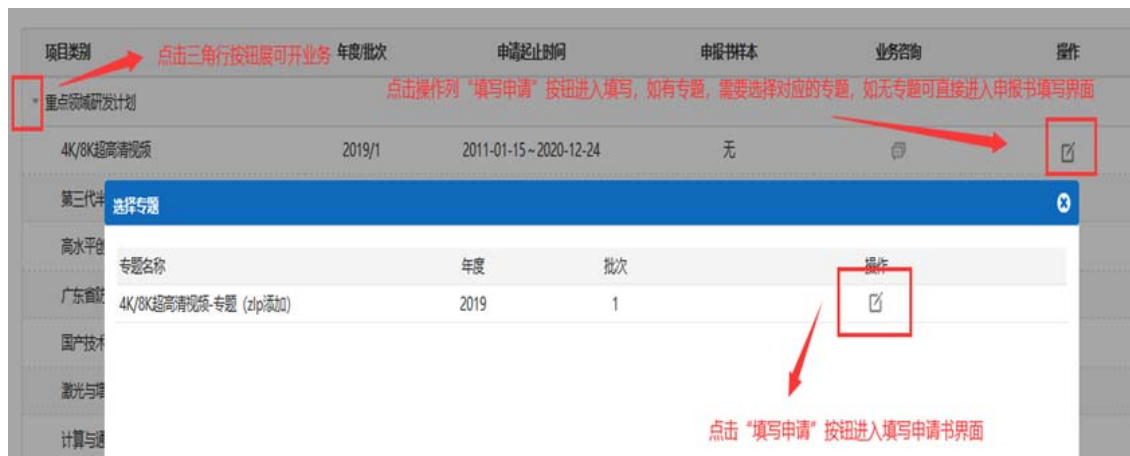 项目类别 点击三角行按钮展可开业务 年度/批次 申请起止时间 申报书样本 业务咨询 操作
点击操作列“填写申请”按钮进入填写，如有专题，需要选择对应的专题，如无专题可直接进入申报书填写界面
重点领域研发计划
4K/8K超高清视频 2019/1 2011-01-15~2020-12-24 无
第三代半
选择专题
高水平创
专题名称 年度 批次 操作
广东省防
4K/8K超高清视频-专题（zlp添加） 2019 1
国产技术
激光与增
点击“填写申请”按钮进入填写申请书界面
计算与通